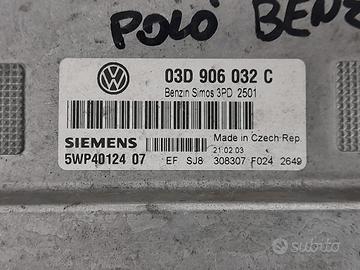 POLO BENZ
03D 906 032 C
Benzin Simos 3PD 2501
SIEMENS
Made in Czech Rep.
21.02.03
5WP40124 07
EF SJ8 308307 F024 2649
subito